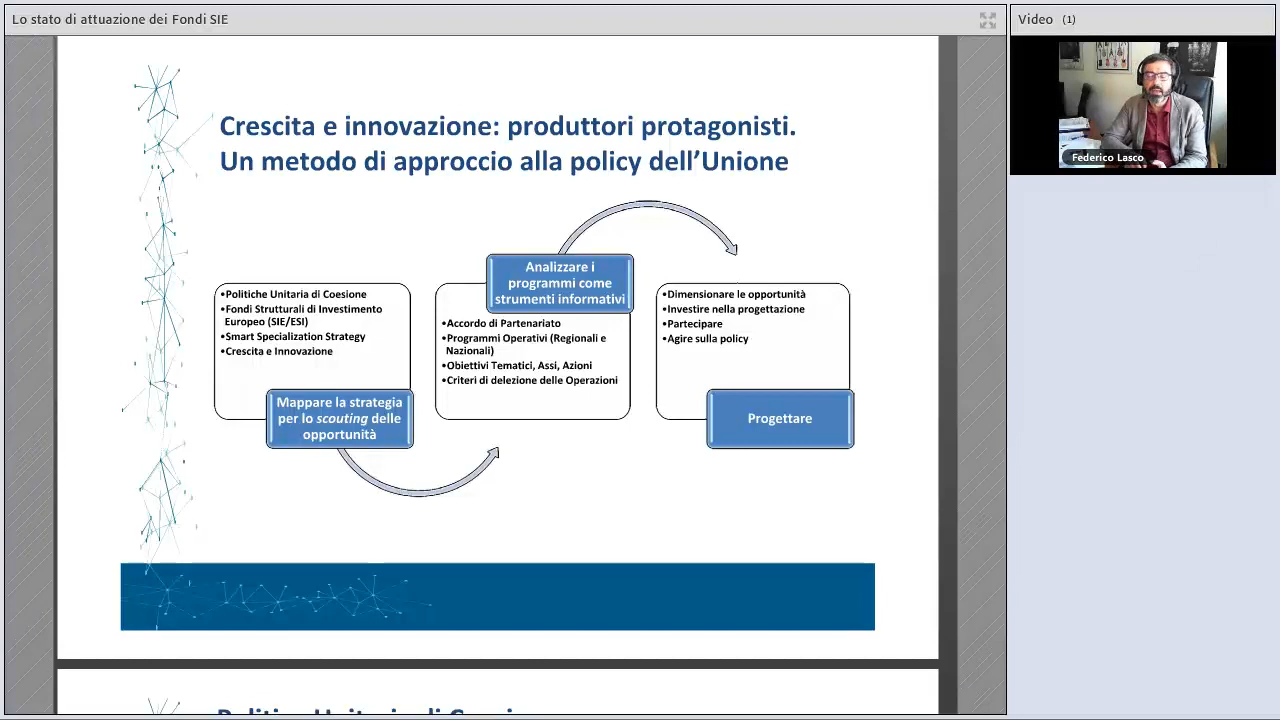 Lo stato di attuazione dei Fondi SIE
Video (1)
Federico Lasco
Crescita e innovazione: produttori protagonisti.
Un metodo di approccio alla policy dell'Unione
•Politiche Unitaria di Coesione
•Fondi Strutturali di Investimento
Europeo (SIE/ESI)
•Smart Specialization Strategy
•Crescita e Innovazione
Mappare la strategia
per lo scouting delle
opportunità
Analizzare i
programmi come
strumenti informativi
•Accordo di Partenariato
•Programmi Operativi (Regionali e
Nazionali)
•Obiettivi Tematici, Assi, Azioni
•Criteri di delezione delle Operazioni
•Dimensionare le opportunità
•Investire nella progettazione
•Partecipare
•Agire sulla policy
Progettare